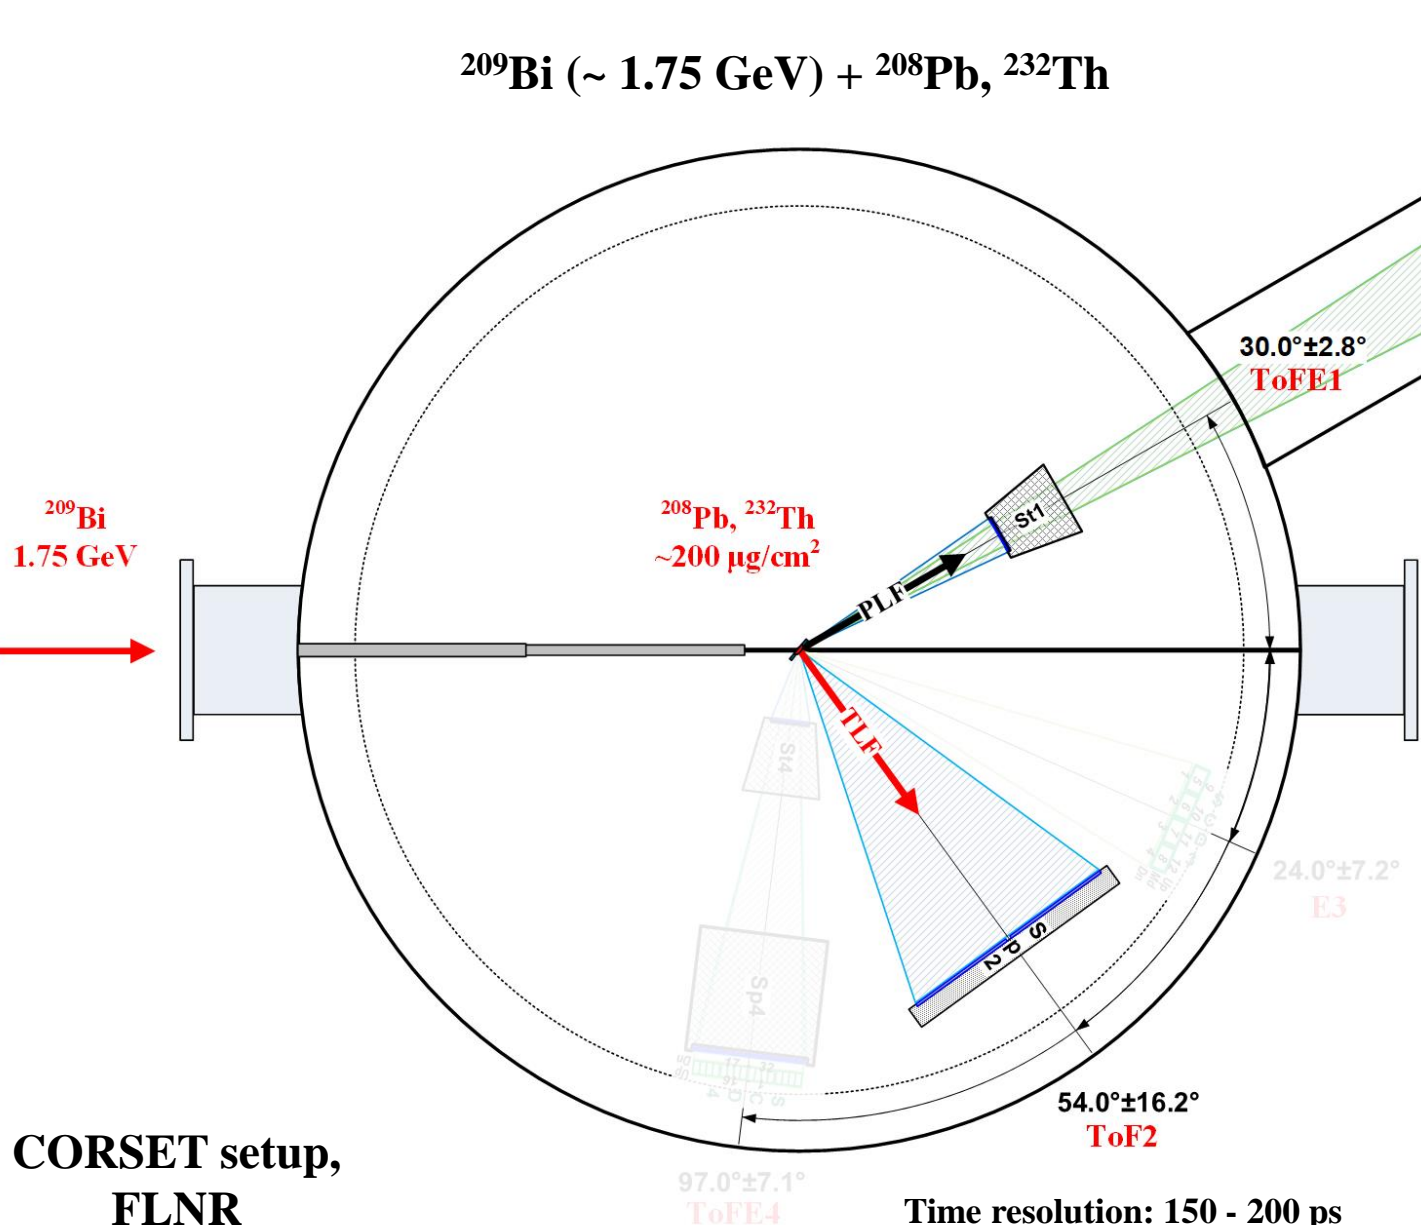 ²⁰⁹Bi (~ 1.75 GeV) + ²⁰⁸Pb, ²³²Th
30.0°±2.8°
ToFE1
²⁰⁹Bi
1.75 GeV
²⁰⁸Pb, ²³²Th
~200 μg/cm²
St1
PLF
TLF
St4
Sp2
24.0°±7.2°
E3
Sp4
54.0°±16.2°
ToF2
CORSET setup,
FLNR
97.0°±7.1°
ToFE4
Time resolution: 150 - 200 ps